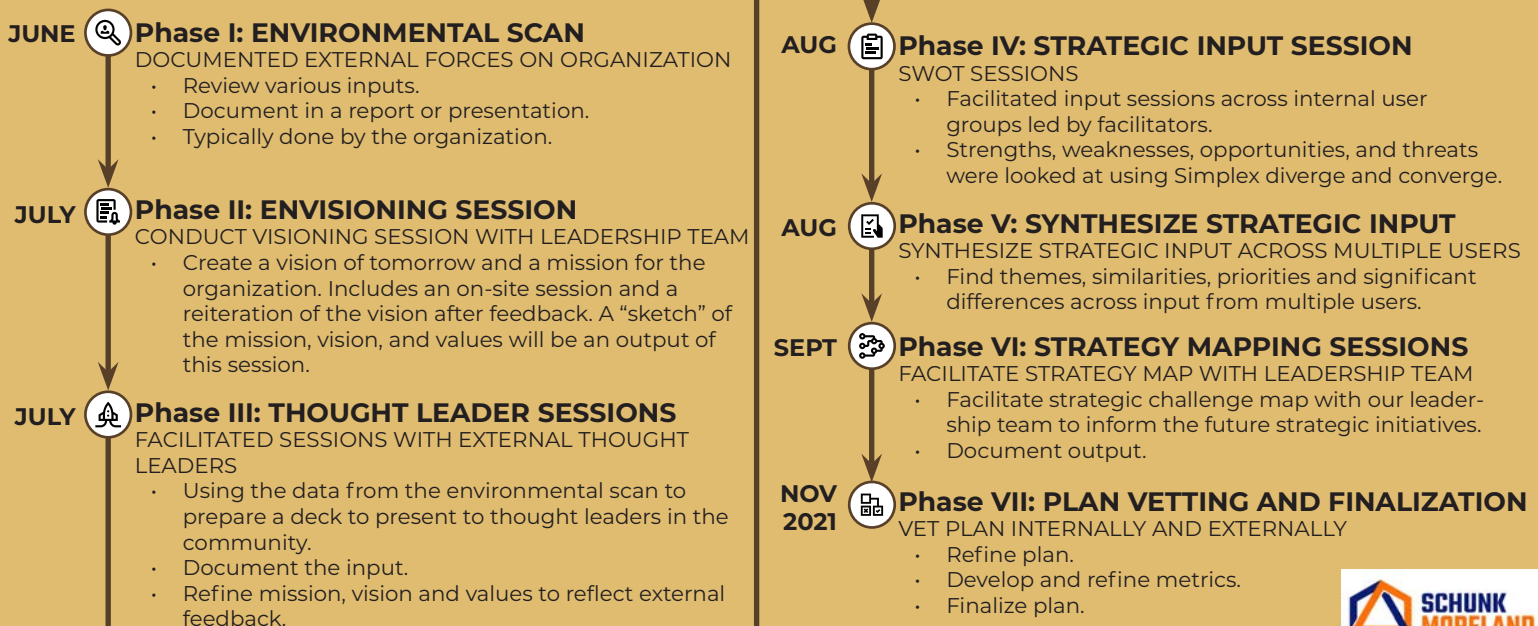 JUNE
Phase I: ENVIRONMENTAL SCAN
DOCUMENTED EXTERNAL FORCES ON ORGANIZATION
• Review various inputs.
• Document in a report or presentation.
• Typically done by the organization.
JULY
Phase II: ENVISIONING SESSION
CONDUCT VISIONING SESSION WITH LEADERSHIP TEAM
• Create a vision of tomorrow and a mission for the
organization. Includes an on-site session and a
reiteration of the vision after feedback. A “sketch” of
the mission, vision, and values will be an output of
this session.
JULY
Phase III: THOUGHT LEADER SESSIONS
FACILITATED SESSIONS WITH EXTERNAL THOUGHT
LEADERS
• Using the data from the environmental scan to
prepare a deck to present to thought leaders in the
community.
• Document the input.
• Refine mission, vision and values to reflect external
feedback.
AUG
Phase IV: STRATEGIC INPUT SESSION
SWOT SESSIONS
• Facilitated input sessions across internal user
groups led by facilitators.
• Strengths, weaknesses, opportunities, and threats
were looked at using Simplex diverge and converge.
AUG
Phase V: SYNTHESIZE STRATEGIC INPUT
SYNTHESIZE STRATEGIC INPUT ACROSS MULTIPLE USERS
• Find themes, similarities, priorities and significant
differences across input from multiple users.
SEPT
Phase VI: STRATEGY MAPPING SESSIONS
FACILITATE STRATEGY MAP WITH LEADERSHIP TEAM
• Facilitate strategic challenge map with our leader-
ship team to inform the future strategic initiatives.
• Document output.
NOV
2021
Phase VII: PLAN VETTING AND FINALIZATION
VET PLAN INTERNALLY AND EXTERNALLY
• Refine plan.
• Develop and refine metrics.
• Finalize plan.
SCHUNK
MORELAND